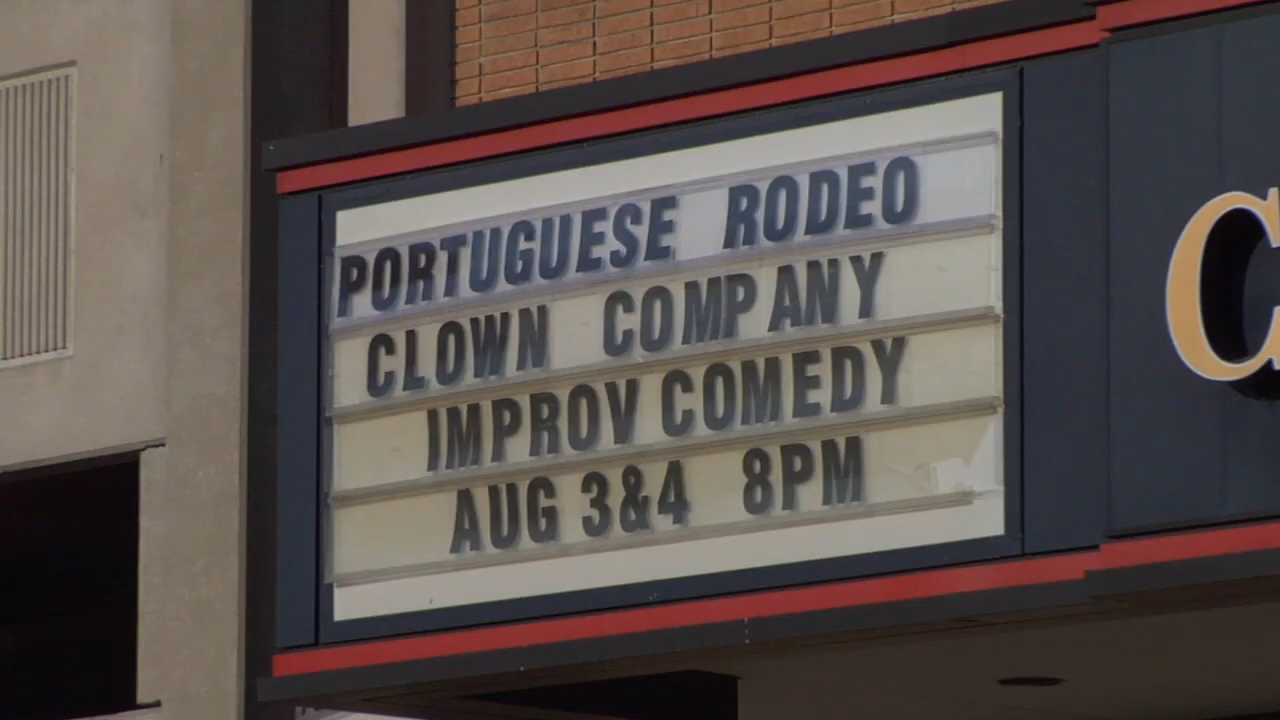 PORTUGUESE RODEO
CLOWN COMPANY
IMPROV COMEDY
AUG 3&4 8PM
C